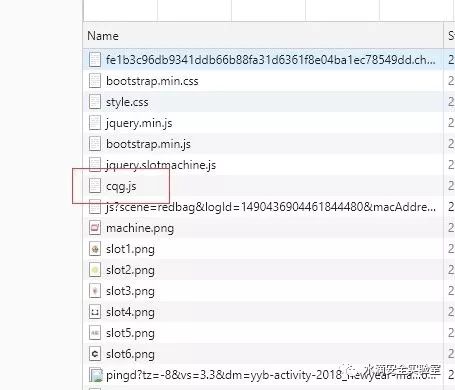 Name
S
fe1b3c96db9341ddb66b88fa31d6361f8e04ba1ec78549dd.ch...
2
bootstrap.min.css
2
style.css
2
jquery.min.js
2
bootstrap.min.js
2
jquery.slotmachine.js
2
cqg.js
2
js?scene=redbag&logId=1490436904461844480&macAddre...
2
machine.png
2
slot1.png
2
slot2.png
2
slot3.png
2
slot4.png
2
slot5.png
2
slot6.png
pingd?tz=-8&vs=3.3&dm=yyb-activity-2018_newyear-ma...o...
2
水滴安全实验室